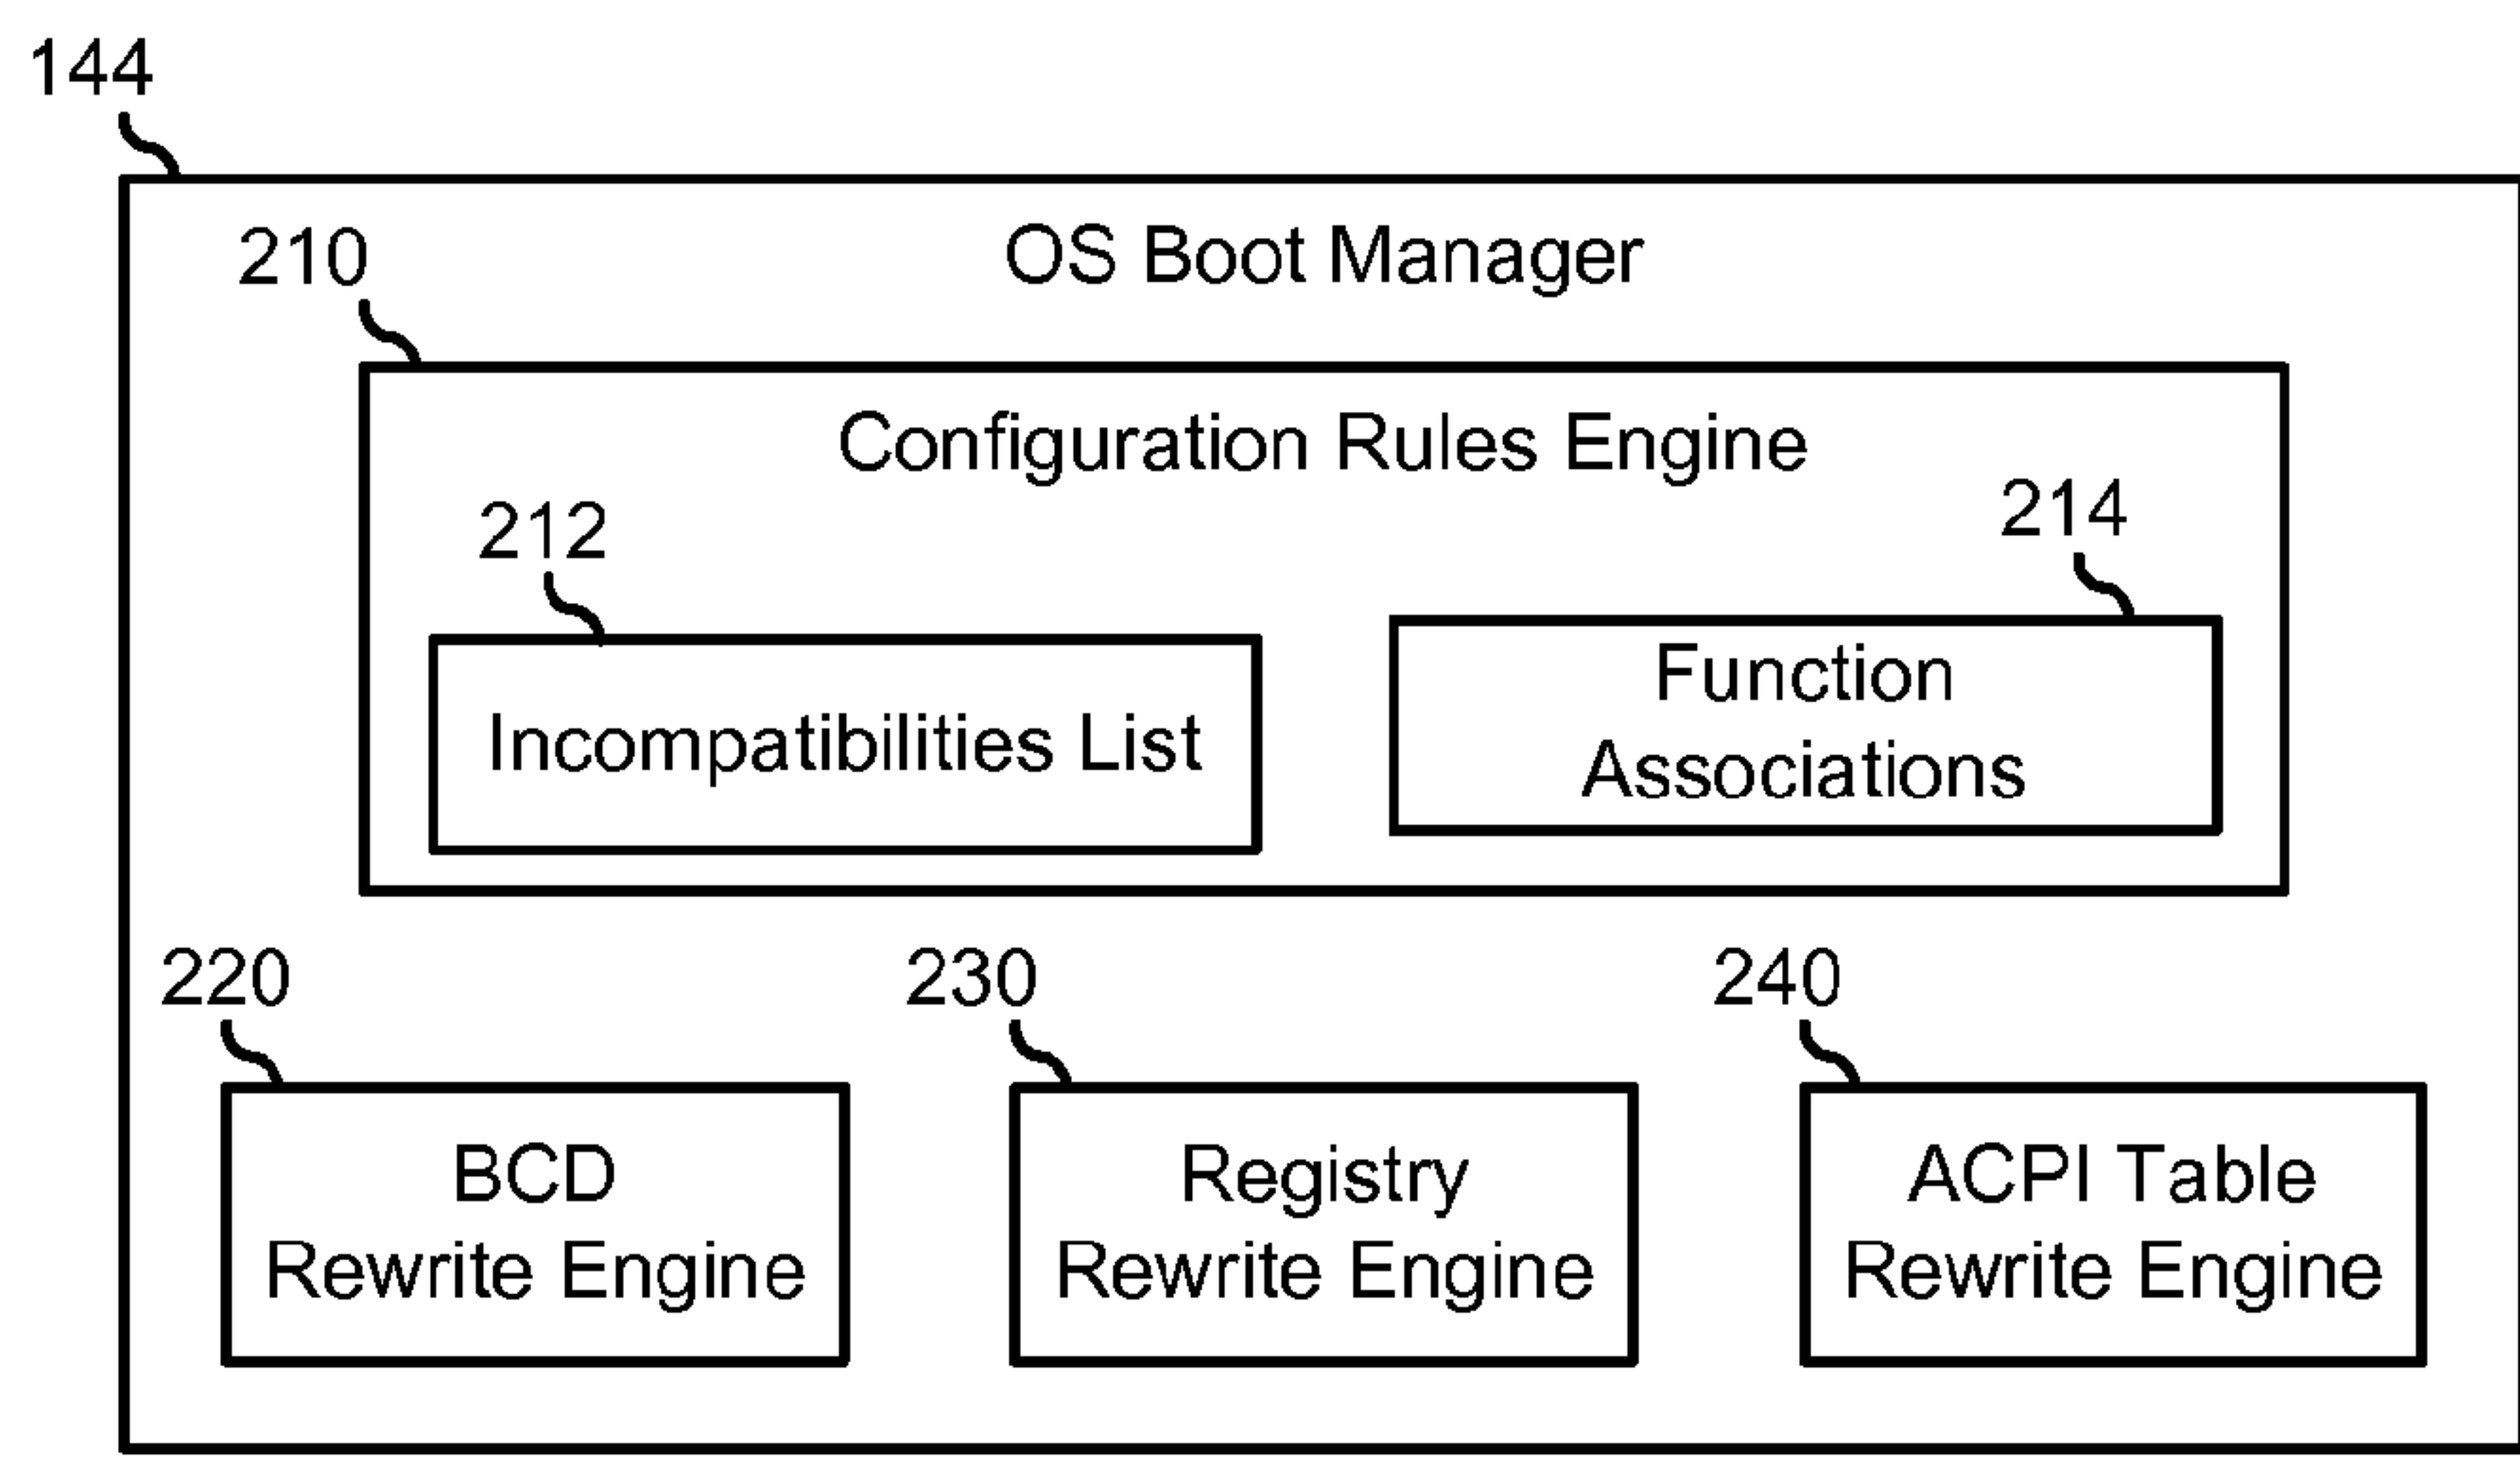 144
OS Boot Manager
210
Configuration Rules Engine
212
214
Incompatibilities List
Function
Associations
220
230
240
BCD
Rewrite Engine
Registry
Rewrite Engine
ACPI Table
Rewrite Engine